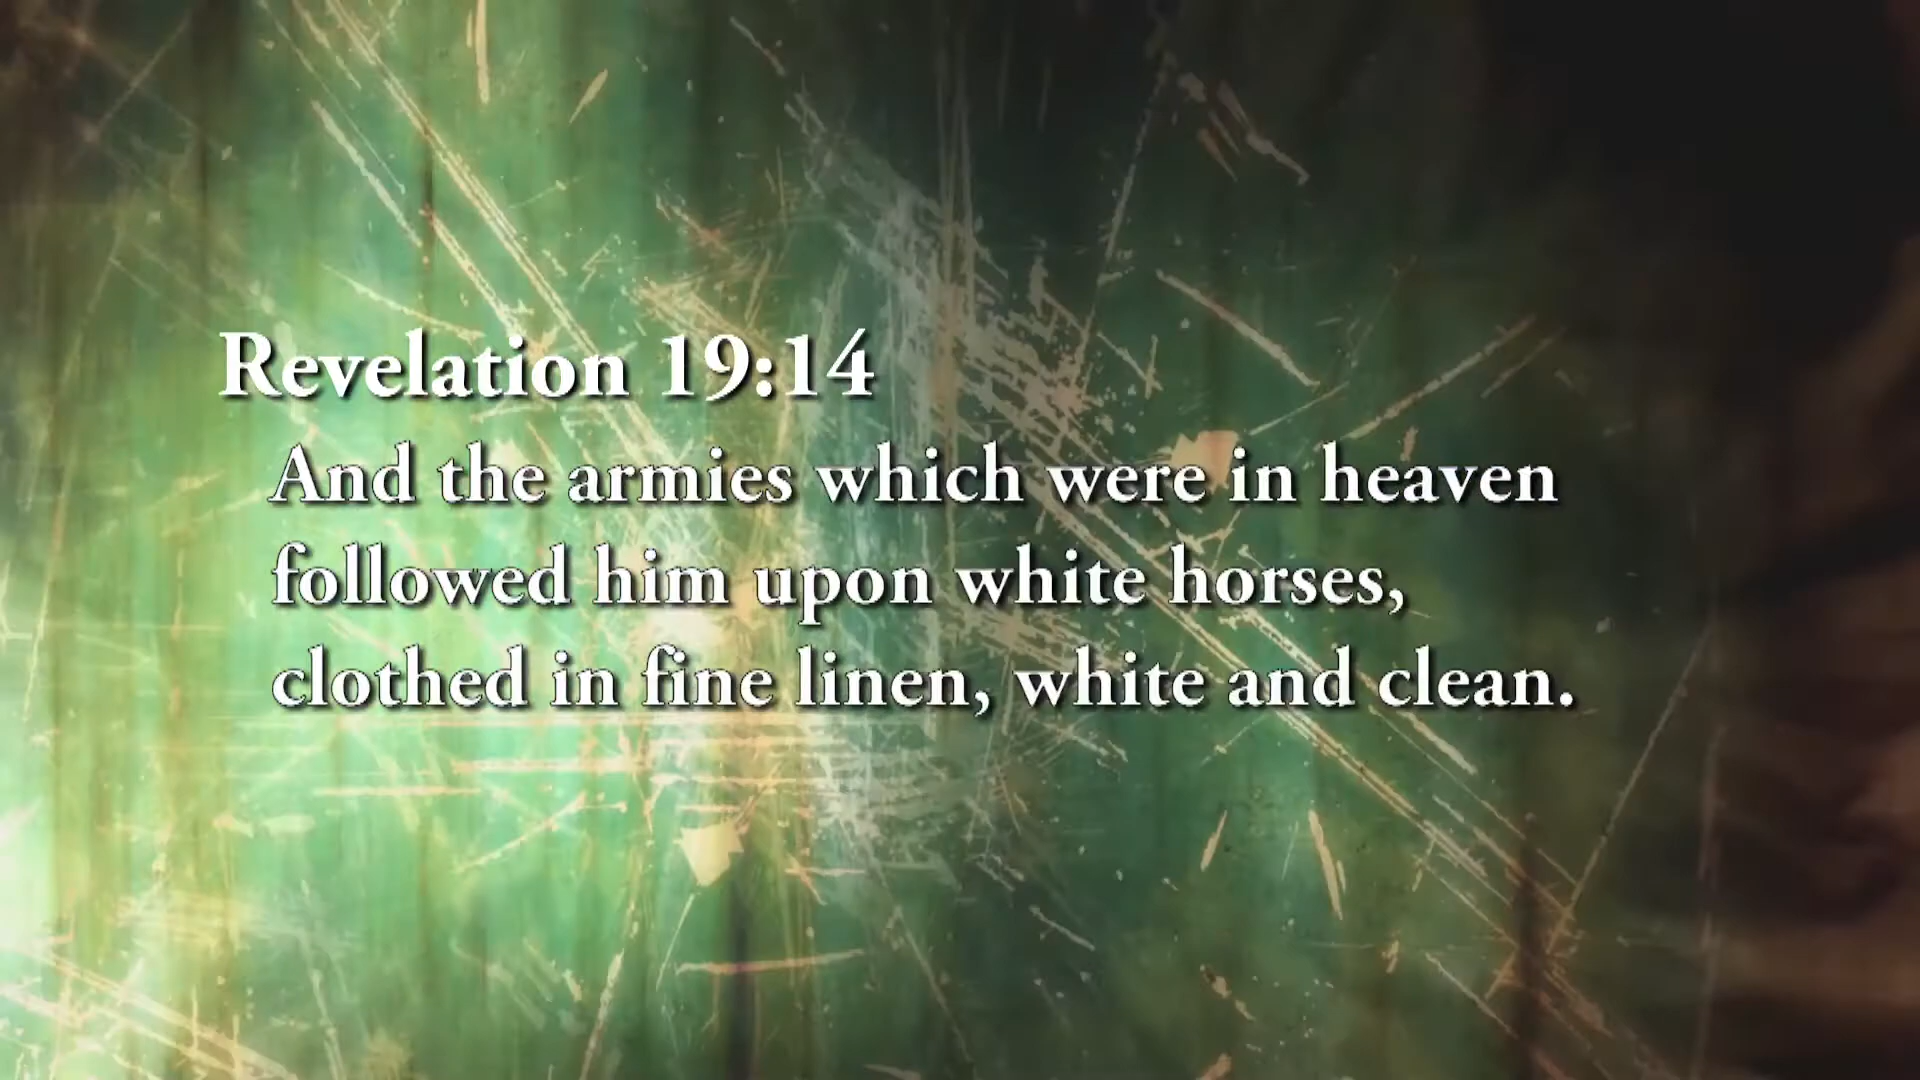 Revelation 19:14
And the armies which were in heaven
followed him upon white horses,
clothed in fine linen, white and clean.